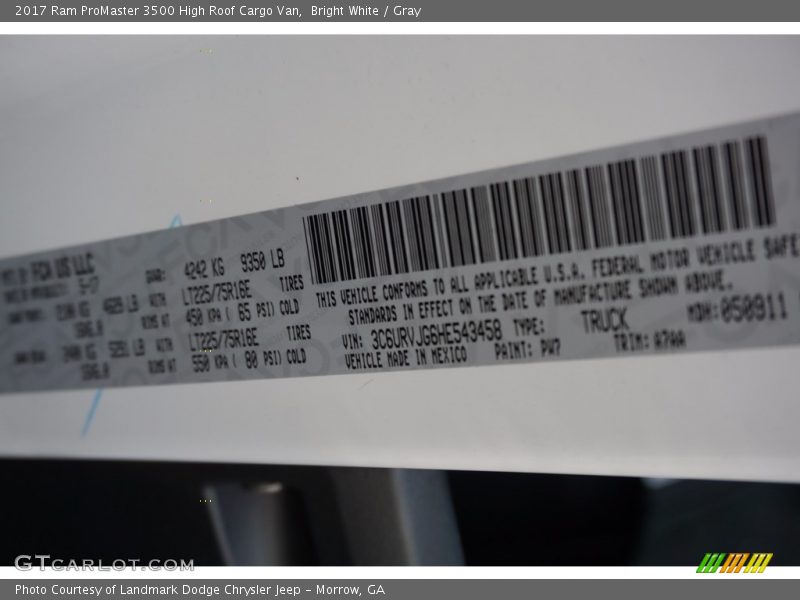 2017 Ram ProMaster 3500 High Roof Cargo Van, Bright White / Gray
FCA US LLC
5-17
GVWR: 4242 KG 9350 LB
LT225/75R16E TIRES
450 KPA ( 65 PSI) COLD
LT225/75R16E TIRES
550 KPA ( 80 PSI) COLD
THIS VEHICLE CONFORMS TO ALL APPLICABLE U.S.A. FEDERAL MOTOR VEHICLE SAFE
STANDARDS IN EFFECT ON THE DATE OF MANUFACTURE SHOWN ABOVE.
VIN: 3C6URVJG6HE543458 TYPE: TRUCK MDH: 050911
VEHICLE MADE IN MEXICO PAINT: PW7 TRIM: A7AA
GTCARLOT.COM
Photo Courtesy of Landmark Dodge Chrysler Jeep – Morrow, GA